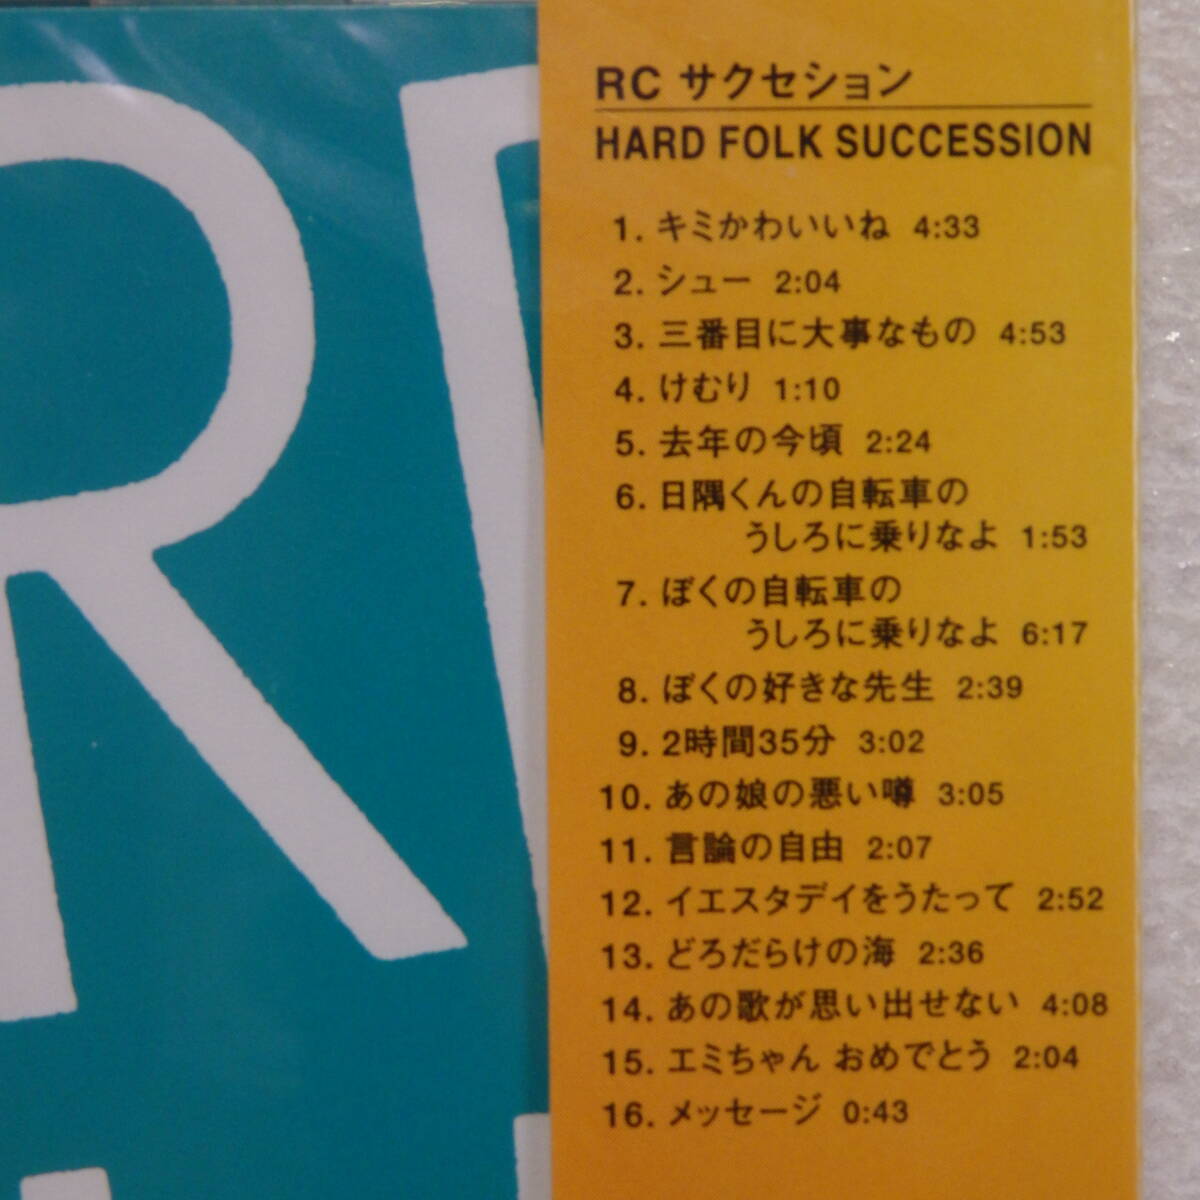 RC サクセション
HARD FOLK SUCCESSION
1. キミかわいいね 4:33
2. シュー 2:04
3. 三番目に大事なもの 4:53
4. けむり 1:10
5. 去年の今頃 2:24
6. 日隅くんの自転車の
うしろに乗りなよ 1:53
7. ぼくの自転車の
うしろに乗りなよ 6:17
8. ぼくの好きな先生 2:39
9. 2時間35分 3:02
10. あの娘の悪い噂 3:05
11. 言論の自由 2:07
12. イエスタデイをうたって 2:52
13. どろだらけの海 2:36
14. あの歌が思い出せない 4:08
15. エミちゃん おめでとう 2:04
16. メッセージ 0:43